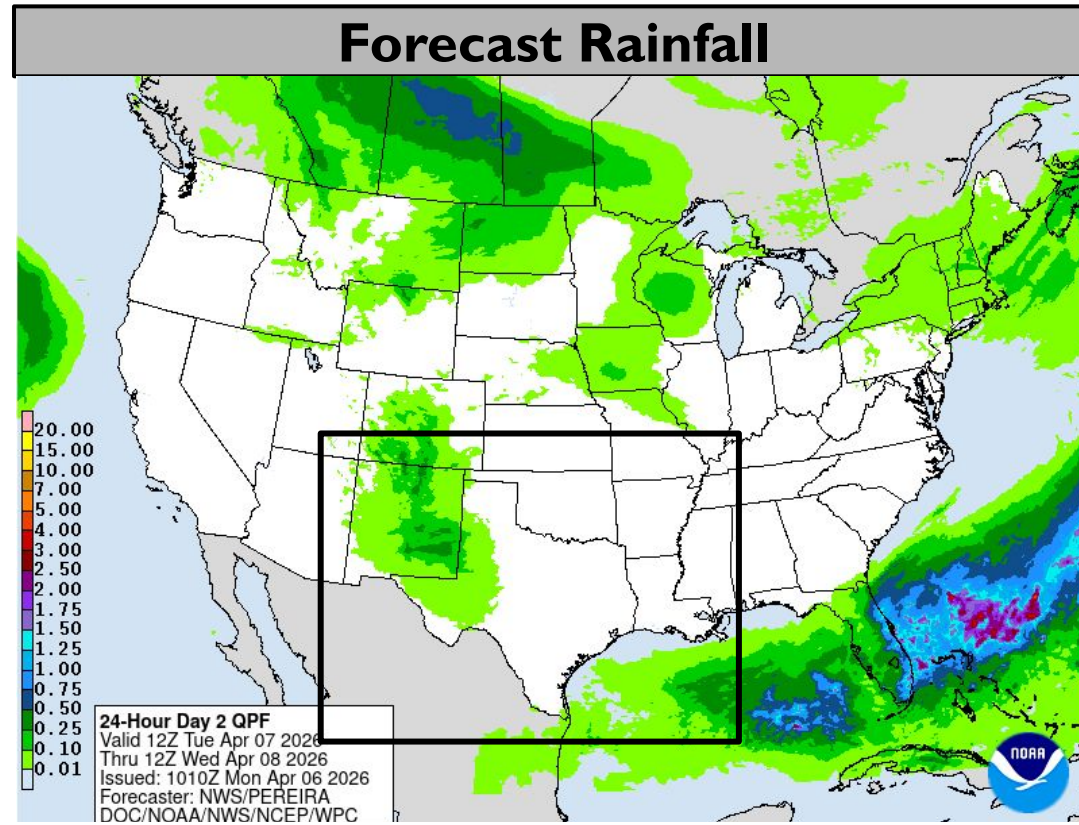 Forecast Rainfall
20.00
15.00
10.00
7.00
5.00
4.00
3.00
2.50
2.00
1.75
1.50
1.25
1.00
0.75
0.50
0.25
0.10
0.01
24-Hour Day 2 QPF
Valid 12Z Tue Apr 07 2026
Thru 12Z Wed Apr 08 2026
Issued: 1010Z Mon Apr 06 2026
Forecaster: NWS/PEREIRA
DOC/NOAA/NWS/NCEP/WPC
NOAA